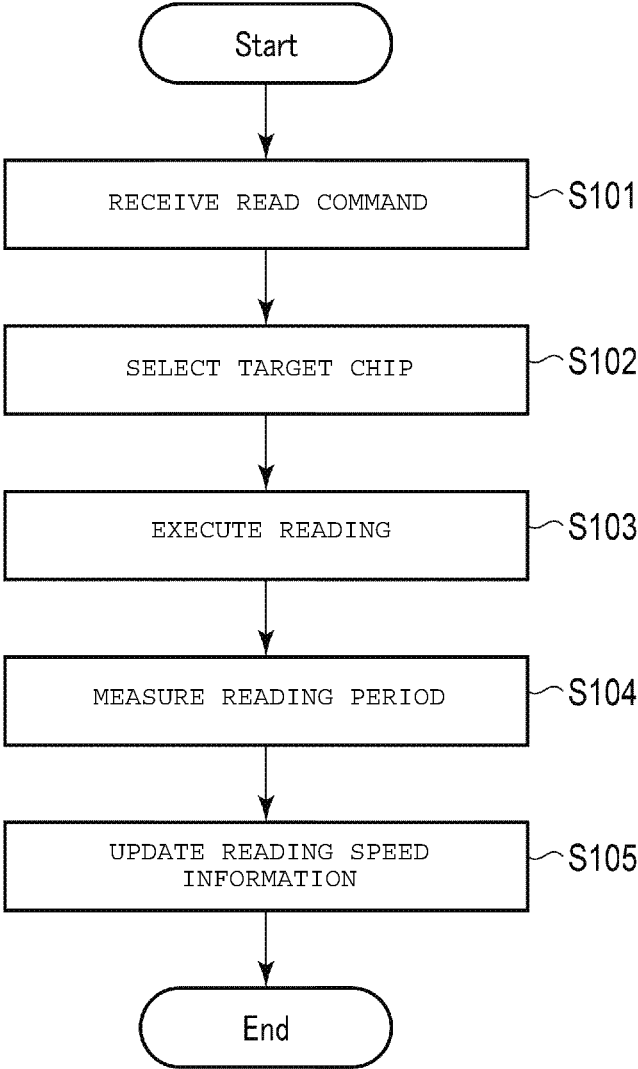 Start
RECEIVE READ COMMAND
S101
SELECT TARGET CHIP
S102
EXECUTE READING
S103
MEASURE READING PERIOD
S104
UPDATE READING SPEED
INFORMATION
S105
End